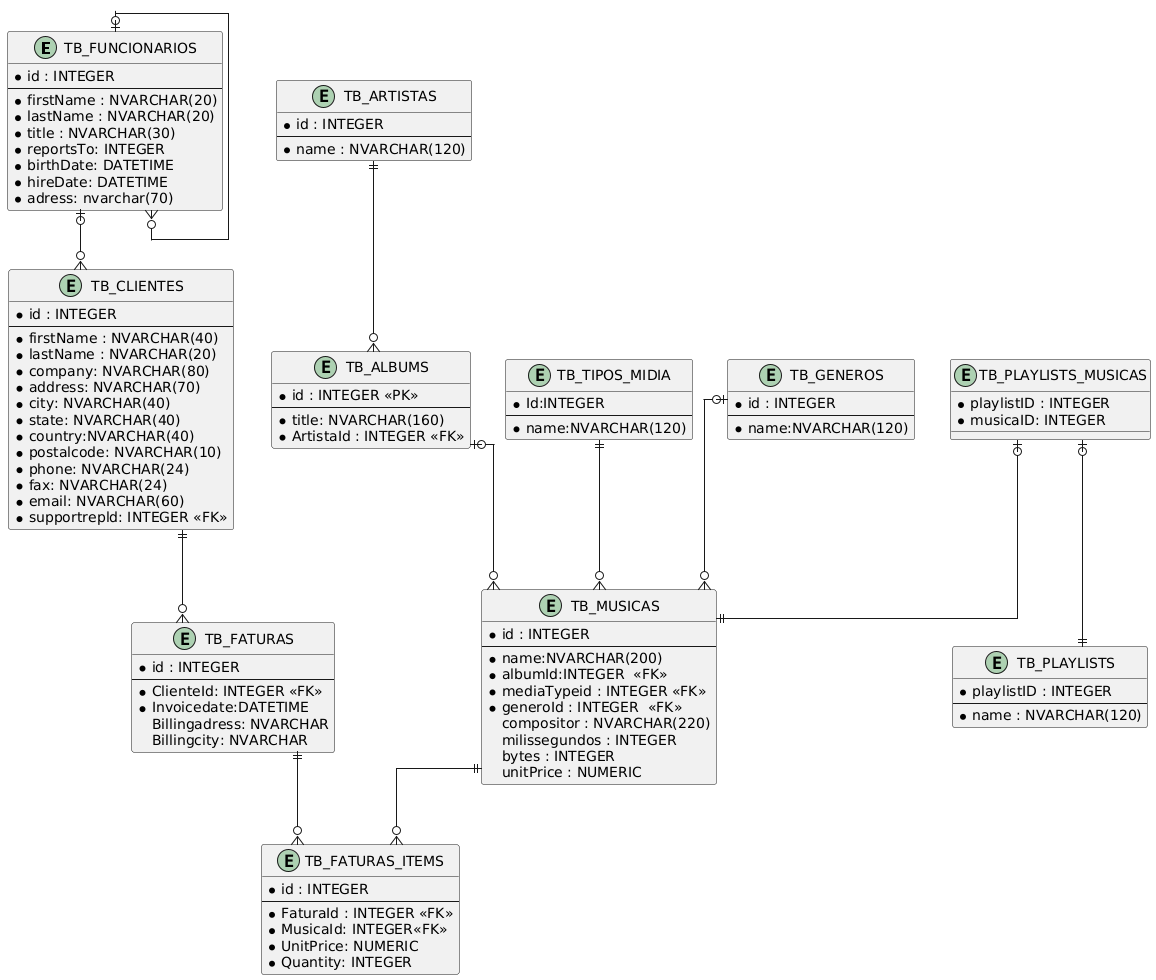 E TB_FUNCIONARIOS
id : INTEGER
firstName : NVARCHAR(20)
lastName : NVARCHAR(20)
title : NVARCHAR(30)
reportsTo: INTEGER
birthDate: DATETIME
hireDate: DATETIME
adress: nvarchar(70)
E TB_ARTISTAS
id : INTEGER
name : NVARCHAR(120)
E TB_CLIENTES
id : INTEGER
firstName : NVARCHAR(40)
lastName : NVARCHAR(20)
company: NVARCHAR(80)
address: NVARCHAR(70)
city: NVARCHAR(40)
state: NVARCHAR(40)
country:NVARCHAR(40)
postalcode: NVARCHAR(10)
phone: NVARCHAR(24)
fax: NVARCHAR(24)
email: NVARCHAR(60)
supportrepId: INTEGER «FK»
E TB_ALBUMS
id : INTEGER «PK»
title: NVARCHAR(160)
ArtistaId : INTEGER «FK»
E TB_TIPOS_MIDIA
Id:INTEGER
name:NVARCHAR(120)
E TB_GENEROS
id : INTEGER
name:NVARCHAR(120)
E TB_PLAYLISTS_MUSICAS
playlistID : INTEGER
musicaID: INTEGER
E TB_FATURAS
id : INTEGER
ClienteId: INTEGER «FK»
Invoicedate:DATETIME
Billingadress: NVARCHAR
Billingcity: NVARCHAR
E TB_MUSICAS
id : INTEGER
name:NVARCHAR(200)
albumId:INTEGER  «FK»
mediaTypeid : INTEGER «FK»
generoId : INTEGER  «FK»
compositor : NVARCHAR(220)
milissegundos : INTEGER
bytes : INTEGER
unitPrice : NUMERIC
E TB_PLAYLISTS
playlistID : INTEGER
name : NVARCHAR(120)
E TB_FATURAS_ITEMS
id : INTEGER
FaturaId : INTEGER «FK»
MusicaId: INTEGER«FK»
UnitPrice: NUMERIC
Quantity: INTEGER